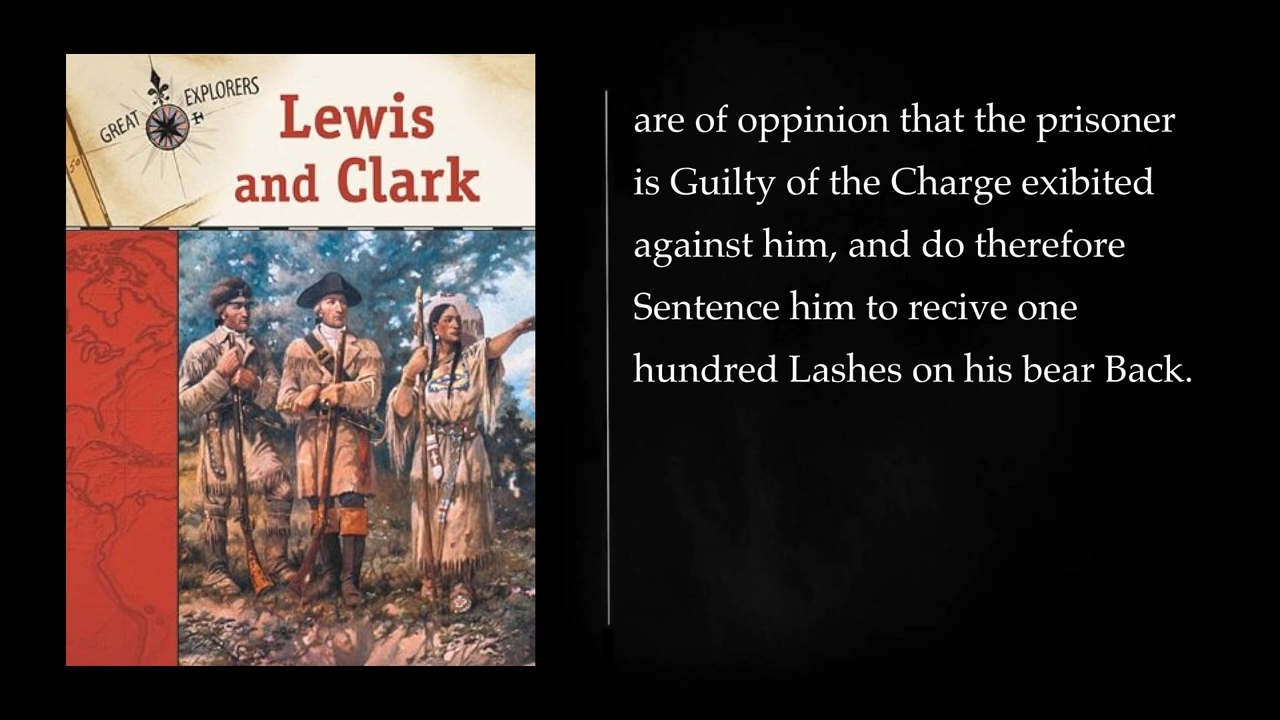 GREAT EXPLORERS
Lewis
and Clark
are of oppinion that the prisoner
is Guilty of the Charge exibited
against him, and do therefore
Sentence him to recive one
hundred Lashes on his bear Back.